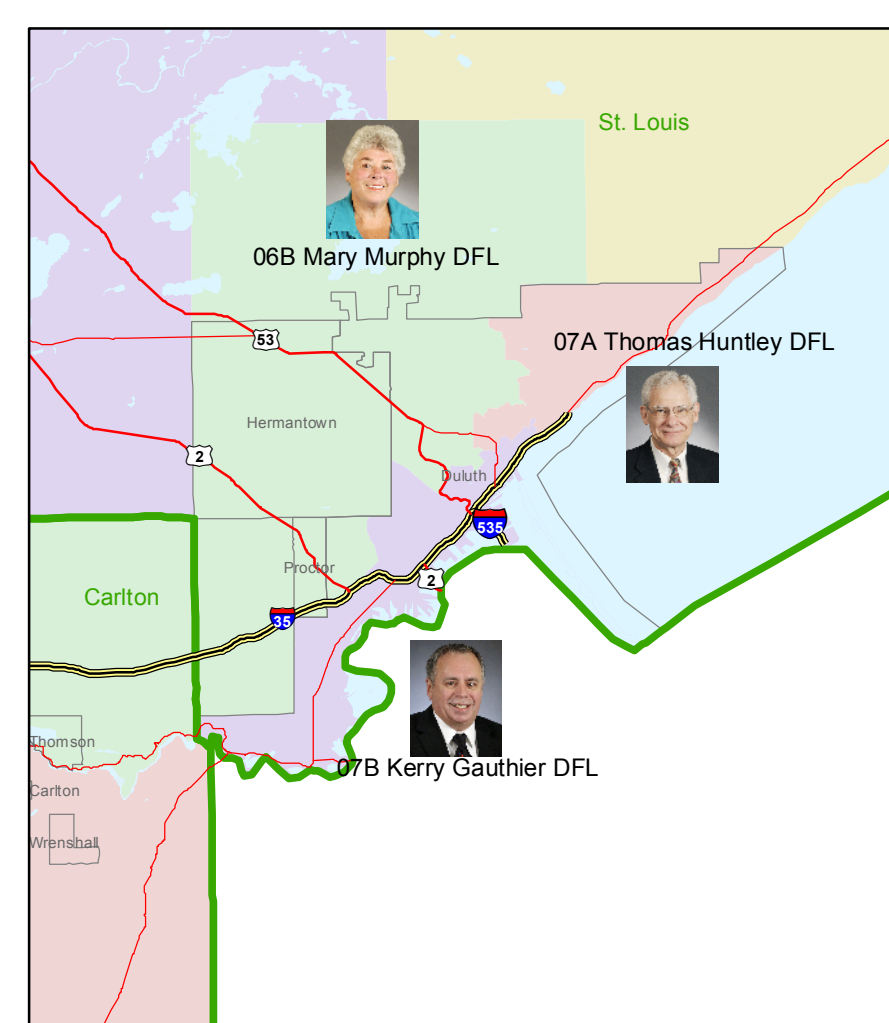 St. Louis
06B Mary Murphy DFL
53
07A Thomas Huntley DFL
Hermantown
2
Duluth
535
Proctor
2
Carlton
35
Thomson
07B Kerry Gauthier DFL
Carlton
Wrenshall